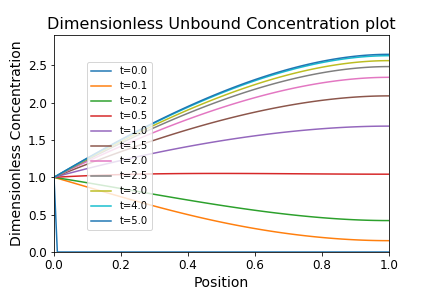 Dimensionless Unbound Concentration plot
Dimensionless Concentration
2.5
2.0
1.5
1.0
0.5
0.0
t=0.0
t=0.1
t=0.2
t=0.5
t=1.0
t=1.5
t=2.0
t=2.5
t=3.0
t=4.0
t=5.0
0.0 0.2 0.4 0.6 0.8 1.0
Position